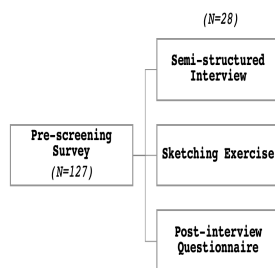 (N=28)
Semi-structured
Interview
Pre-screening
Survey
(N=127)
Sketching Exercise
Post-interview
Questionnaire